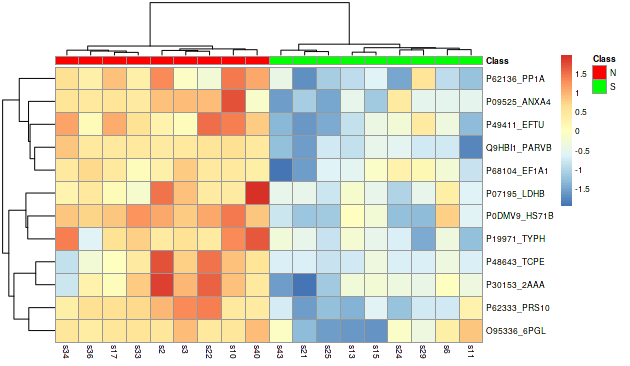 Class
P62136_PP1A
P09525_ANXA4
P49411_EFTU
Q9HBI1_PARVB
P68104_EF1A1
P07195_LDHB
P0DMV9_HS71B
P19971_TYPH
P48643_TCPE
P30153_2AAA
P62333_PRS10
O95336_6PGL
s34 s36 s17 s33 s2 s3 s22 s10 s40 s43 s21 s25 s13 s15 s24 s29 s6 s11
1.5
1
0.5
0
-0.5
-1
-1.5
Class
N
S